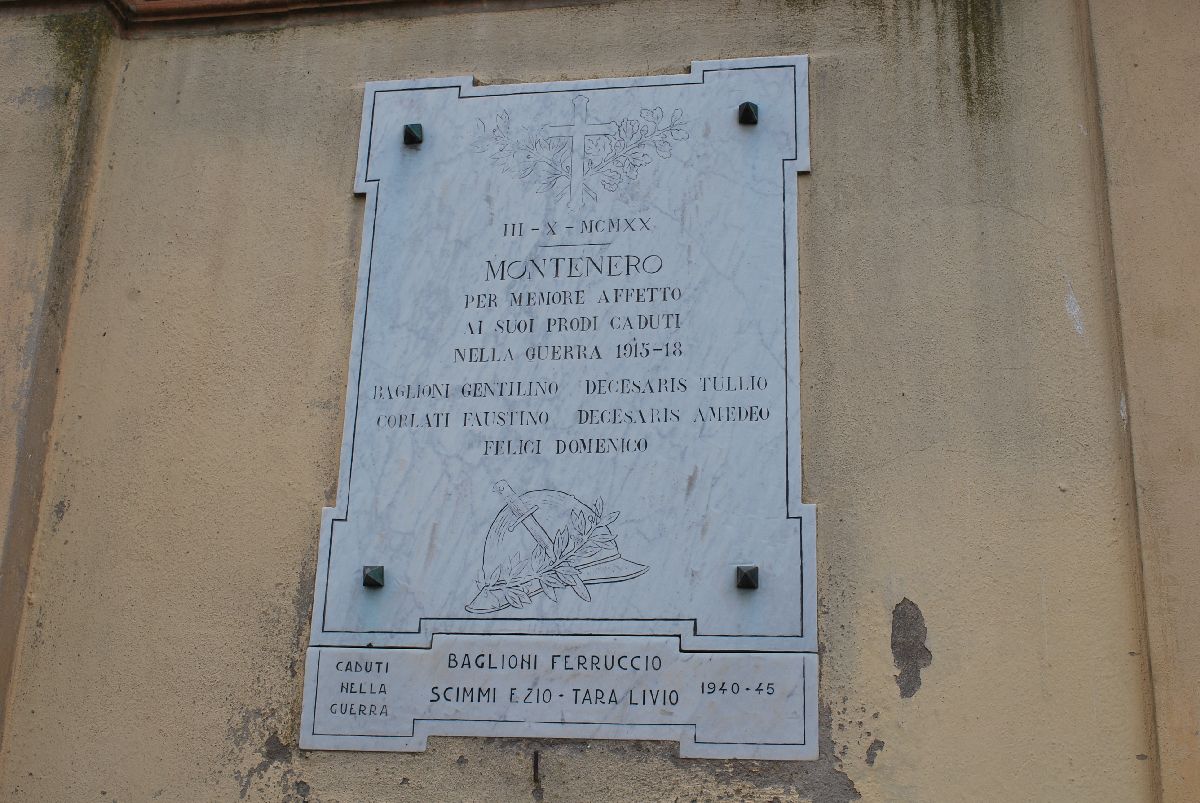 III - X - MCMXX
MONTENERO
PER MEMORE AFFETTO
AI SUOI PRODI CADUTI
NELLA GUERRA 1915-18
BAGLIONI GENTILINO DECESARIS TULLIO
CORLATI FAUSTINO DECESARIS AMEDEO
FELICI DOMENICO
CADUTI
NELLA
GUERRA
BAGLIONI FERRUCCIO
SCIMMI EZIO - TARA LIVIO
1940-45